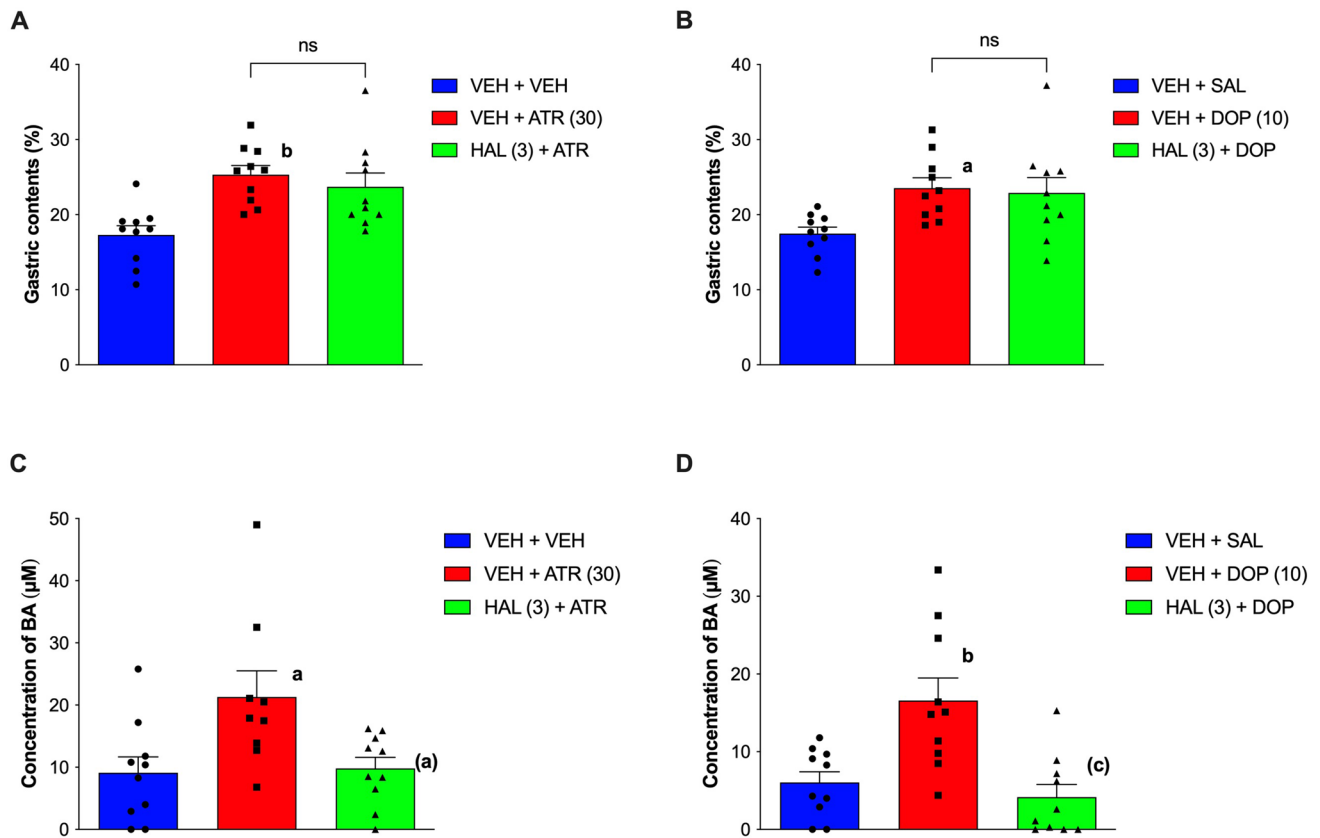 A
ns
Gastric contents (%)
40
30
20
10
0
b
VEH + VEH
VEH + ATR (30)
HAL (3) + ATR
B
ns
Gastric contents (%)
40
30
20
10
0
a
VEH + SAL
VEH + DOP (10)
HAL (3) + DOP
C
Concentration of BA (μM)
50
40
30
20
10
0
a
(a)
VEH + VEH
VEH + ATR (30)
HAL (3) + ATR
D
Concentration of BA (μM)
40
30
20
10
0
b
(c)
VEH + SAL
VEH + DOP (10)
HAL (3) + DOP